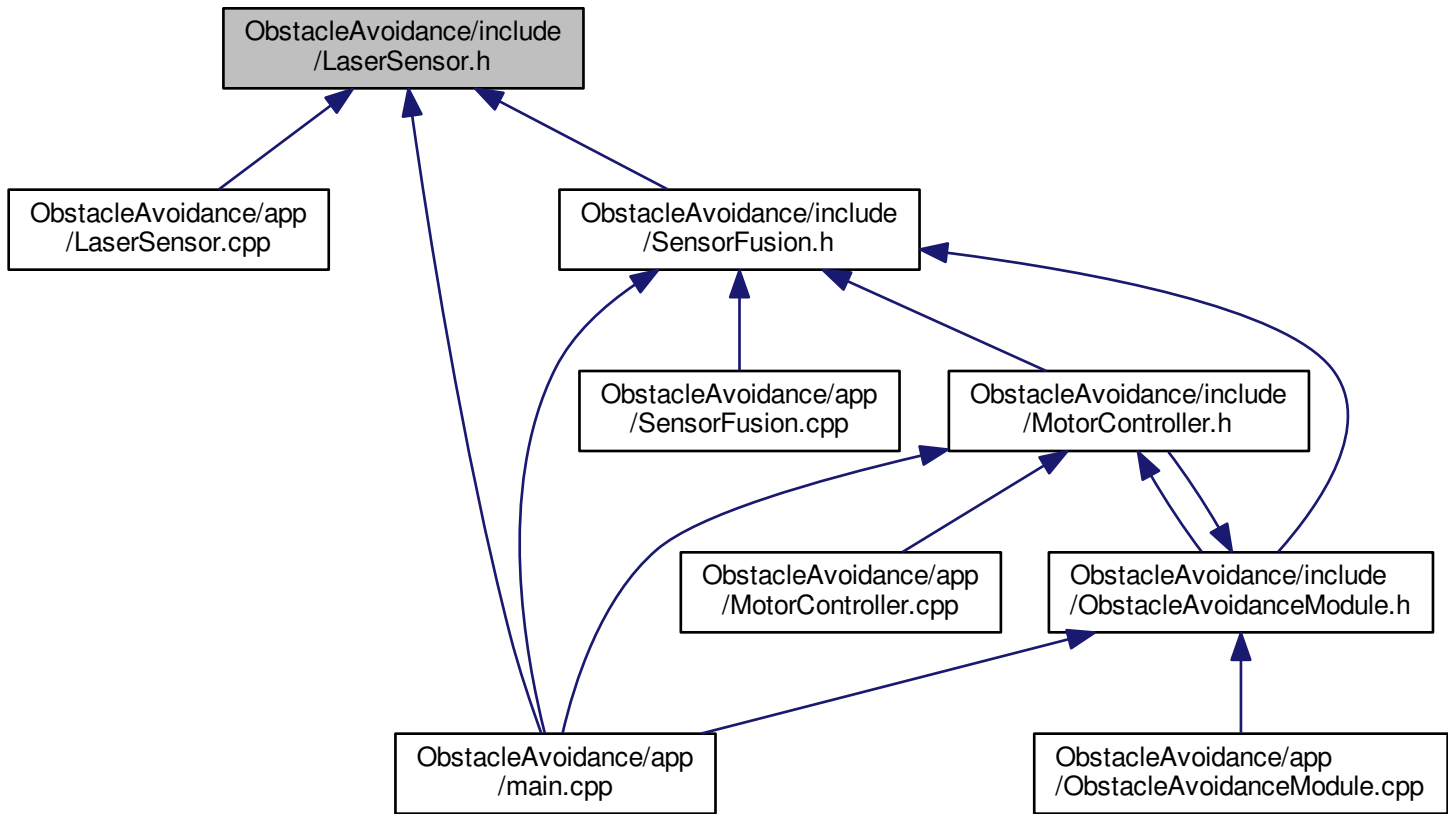 ObstacleAvoidance/include
/LaserSensor.h
ObstacleAvoidance/app
/LaserSensor.cpp
ObstacleAvoidance/include
/SensorFusion.h
ObstacleAvoidance/app
/SensorFusion.cpp
ObstacleAvoidance/include
/MotorController.h
ObstacleAvoidance/app
/MotorController.cpp
ObstacleAvoidance/include
/ObstacleAvoidanceModule.h
ObstacleAvoidance/app
/main.cpp
ObstacleAvoidance/app
/ObstacleAvoidanceModule.cpp